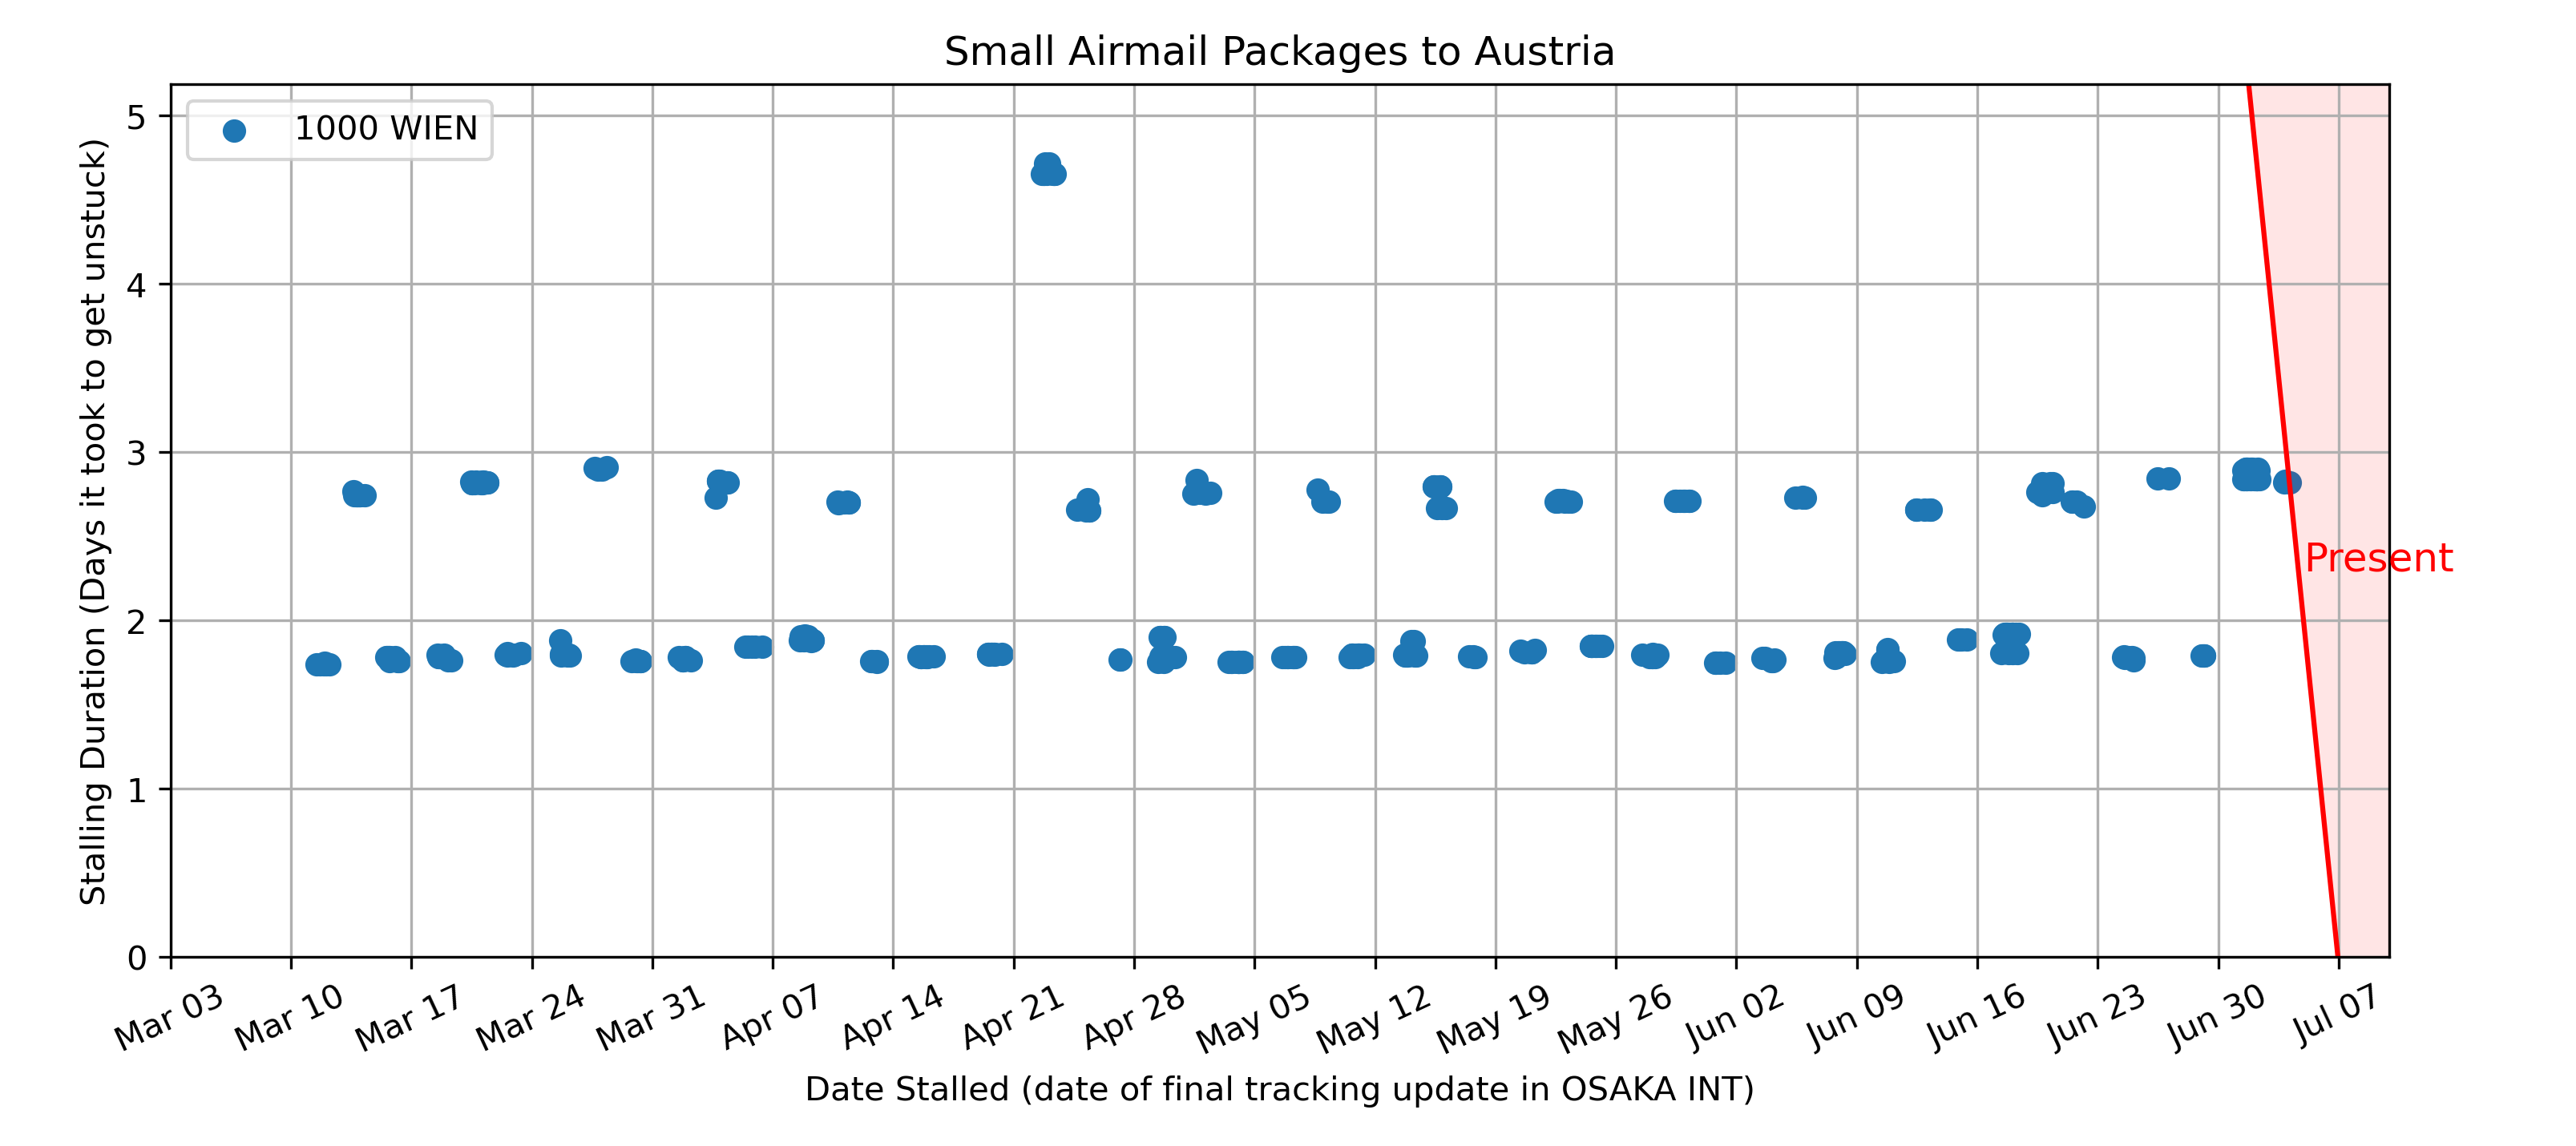 Small Airmail Packages to Austria
1000 WIEN
Stalling Duration (Days it took to get unstuck)
5
4
3
2
1
0
Present
Mar 03
Mar 10
Mar 17
Mar 24
Mar 31
Apr 07
Apr 14
Apr 21
Apr 28
May 05
May 12
May 19
May 26
Jun 02
Jun 09
Jun 16
Jun 23
Jun 30
Jul 07
Date Stalled (date of final tracking update in OSAKA INT)